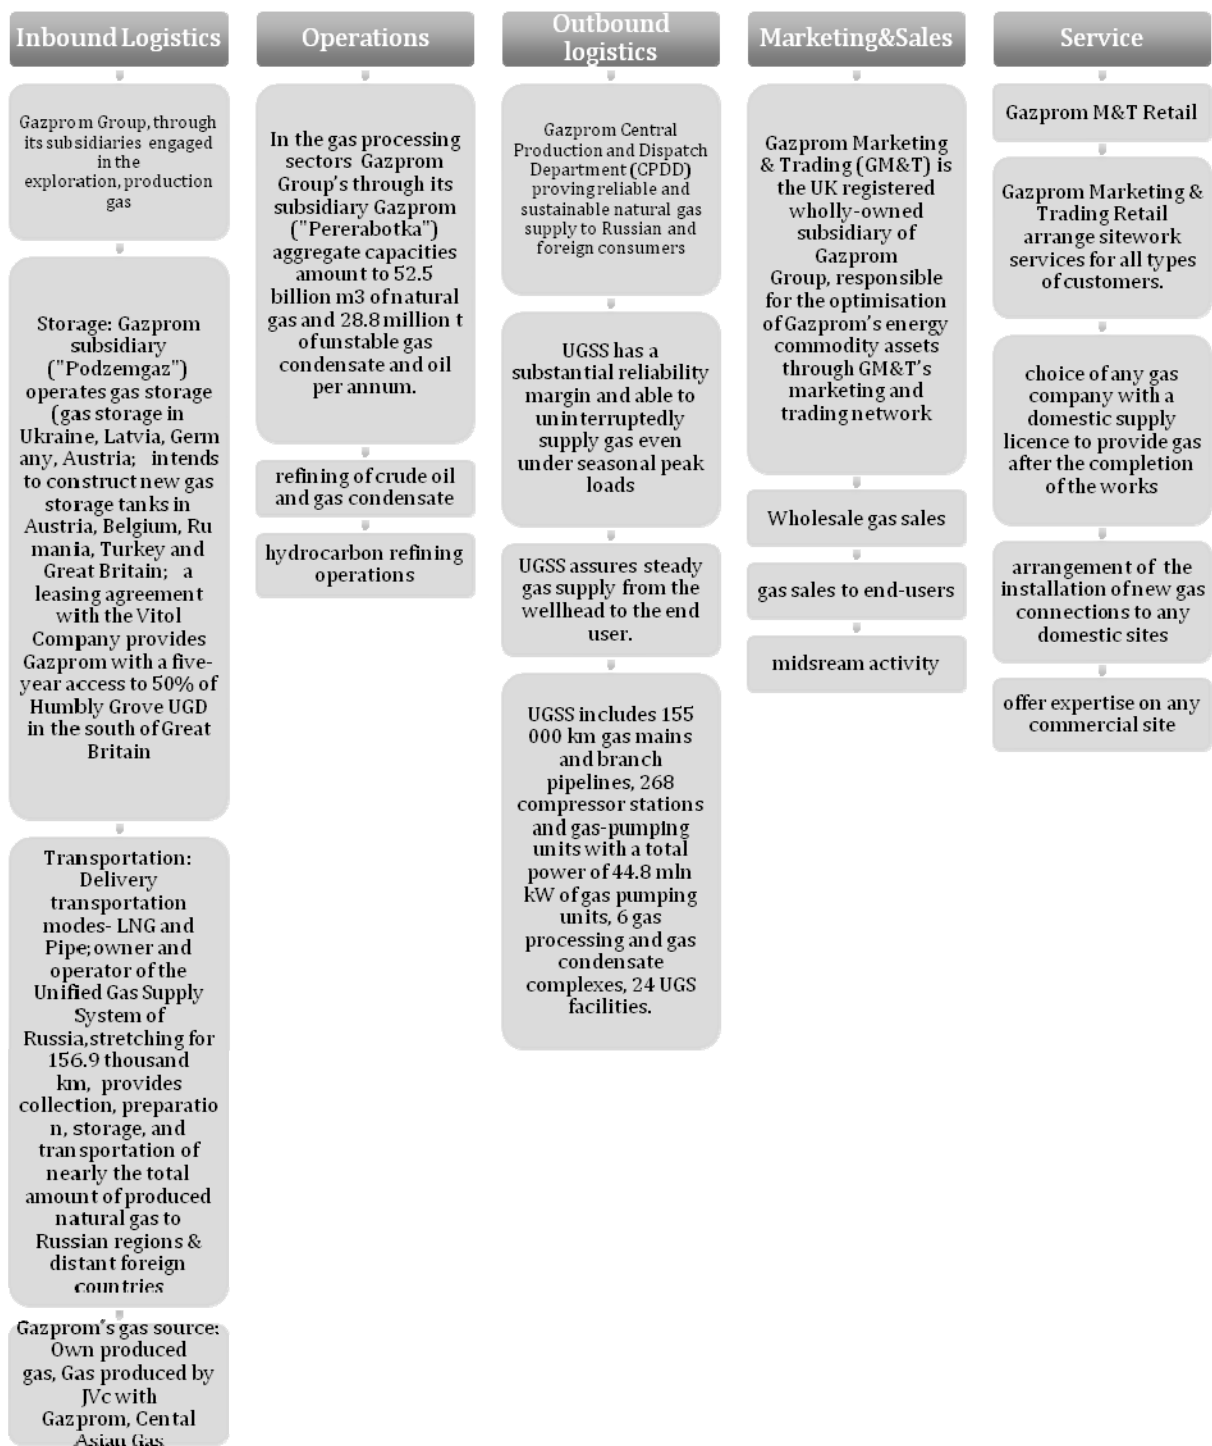 Inbound Logistics
Gazprom Group, through
its subsidiaries engaged
in the
exploration, production
gas
Storage: Gazprom
subsidiary
("Podzemgaz")
operates gas storage
(gas storage in
Ukraine, Latvia, Germ
any, Austria; intends
to construct new gas
storage tanks in
Austria, Belgium, Ru
mania, Turkey and
Great Britain; a
leasing agreement
with the Vitol
Company provides
Gazprom with a five-
year access to 50% of
Humbly Grove UGD
in the south of Great
Britain
Transportation:
Delivery
transportation
modes- LNG and
Pipe;owner and
operator of the
Unified Gas Supply
System of
Russia,stretching for
156.9 thousand
km, provides
collection, preparatio
n, storage, and
transportation of
nearly the total
amount of produced
natural gas to
Russian regions &
distant foreign
countries
Gazprom's gas source:
Own produced
gas, Gas produced by
JVc with
Gazprom, Cental
Asian Gas
Operations
In the gas processing
sectors Gazprom
Group's through its
subsidiary Gazprom
("Pererabotka")
aggregate capacities
amount to 52.5
billion m3 of natural
gas and 28.8 million t
of unstable gas
condensate and oil
per annum.
refining of crude oil
and gas condensate
hydrocarbon refining
operations
Outbound
logistics
Gazprom Central
Production and Dispatch
Department (CPDD)
proving reliable and
sustainable natural gas
supply to Russian and
foreign consumers
UGSS has a
substantial reliability
margin and able to
uninterruptedly
supply gas even
under seasonal peak
loads
UGSS assures steady
gas supply from the
wellhead to the end
user.
UGSS includes 155
000 km gas mains
and branch
pipelines, 268
compressor stations
and gas-pumping
units with a total
power of 44.8 mln
kW of gas pumping
units, 6 gas
processing and gas
condensate
complexes, 24 UGS
facilities.
Marketing&Sales
Gazprom Marketing
& Trading (GM&T) is
the UK registered
wholly-owned
subsidiary of
Gazprom
Group, responsible
for the optimisation
of Gazprom's energy
commodity assets
through GM&T's
marketing and
trading network
Wholesale gas sales
gas sales to end-users
midsream activity
Service
Gazprom M&T Retail
Gazprom Marketing &
Trading Retail
arrange sitework
services for all types
of customers.
choice of any gas
company with a
domestic supply
licence to provide gas
after the completion
of the works
arrangement of the
installation of new gas
connections to any
domestic sites
offer expertise on any
commercial site